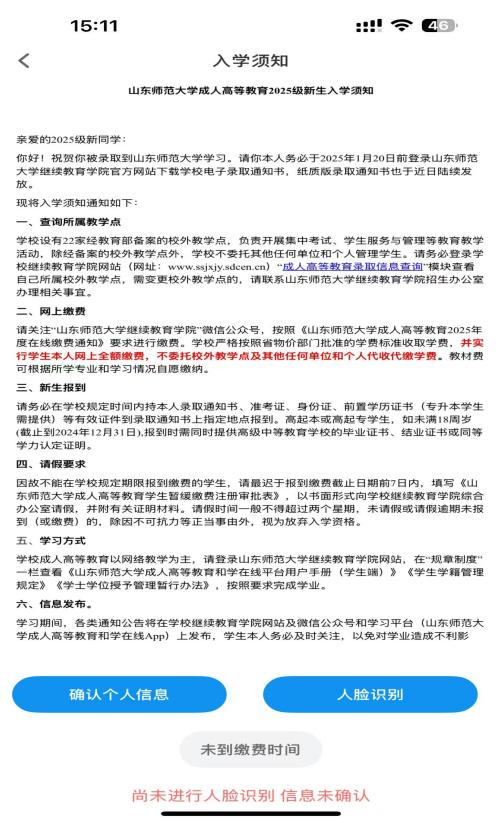 15:11
46
入学须知
山东师范大学成人高等教育2025级新生入学须知
亲爱的2025级新同学：
你好！祝贺你被录取到山东师范大学学习。请你本人务必于2025年1月20日前登录山东师范
大学继续教育学院官方网站下载学校电子录取通知书，纸质版录取通知书也于近日陆续发
放。
现将入学须知通知如下：
一、查询所属教学点
学校设有22家经教育部备案的校外教学点，负责开展集中考试、学生服务与管理等教育教学
活动，除经备案的校外教学点外，学校不委托其他任何单位和个人管理学生。请务必登录学
校继续教育学院网站（网址：www.ssjxjy.sdcen.cn）“成人高等教育录取信息查询”模块查看
自己所属校外教学点，需变更校外教学点的，请联系山东师范大学继续教育学院招生办公室
办理相关事宜。
二、网上缴费
请关注“山东师范大学继续教育学院”微信公众号，按照《山东师范大学成人高等教育2025年
度在线缴费通知》要求进行缴费。学校严格按照省物价部门批准的学费标准收取学费，并实
行学生本人网上全额缴费，不委托校外教学点及其他任何单位和个人代收代缴学费。教材费
可根据所学专业和学习情况自愿缴纳。
三、新生报到
请务必在学校规定时间内持本人录取通知书、准考证、身份证、前置学历证书（专升本学生
需提供）等有效证件到录取通知书上指定地点报到。高起本或高起专学生，如未满18周岁
(截止到2024年12月31日),报到时需同时提供高级中等教育学校的毕业证书、结业证书或同等
学力认定证明。
四、请假要求
因故不能在学校规定期限报到缴费的学生，请最迟于报到缴费截止日期前7日内，填写《山
东师范大学成人高等教育学生暂缓缴费注册审批表》，以书面形式向学校继续教育学院综合
办公室请假，并附有关证明材料。请假时间一般不得超过两个星期，未请假或请假逾期未报
到（或缴费）的，除因不可抗力等正当事由外，视为放弃入学资格。
五、学习方式
学校成人高等教育以网络教学为主，请登录山东师范大学继续教育学院网站，在“规章制度”
一栏查看《山东师范大学成人高等教育和学在线平台用户手册（学生端）》《学生学籍管理
规定》《学士学位授予管理暂行办法》，按照要求完成学业。
六、信息发布。
学习期间，各类通知公告将在学校继续教育学院网站及微信公众号和学习平台（山东师范大
学成人高等教育和学在线App）上发布，学生本人务必及时关注，以免对学业造成不利影
确认个人信息
人脸识别
未到缴费时间
尚未进行人脸识别 信息未确认